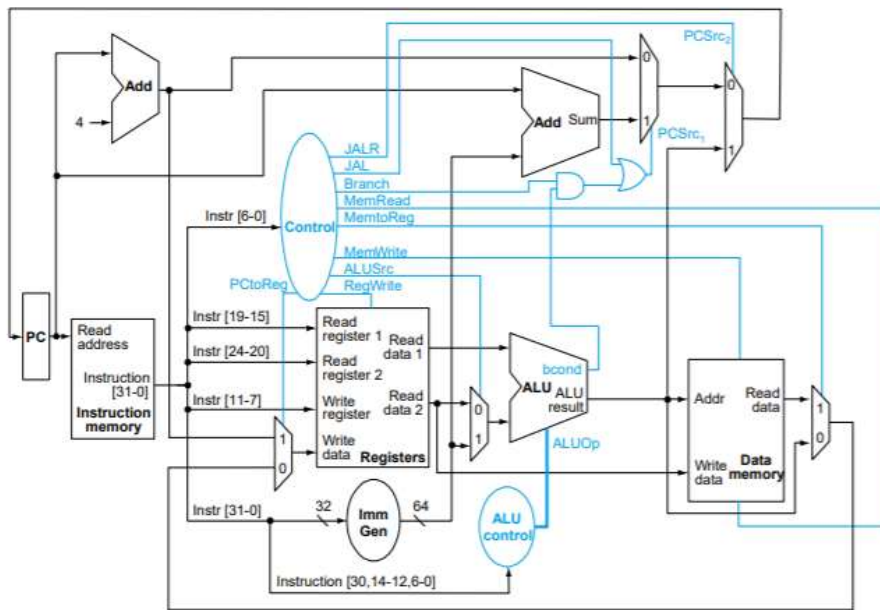 PCSrc₂
Add
0
0
4
Add
Sum
1
PCSrc₁
1
JALR
JAL
Branch
MemRead
MemtoReg
Instr [6-0]
Control
MemWrite
ALUSrc
PCtoReg
RegWrite
PC
Read
address
Instruction
[31-0]
Instruction
memory
Instr [19-15]
Instr [24-20]
Instr [11-7]
Read
register 1
Read
data 1
Read
register 2
Write
register
Read
data 2
Write
data
Registers
1
0
0
1
bcond
ALU
ALU
result
ALUOp
Addr
Read
data
Write
data
Data
memory
1
0
Instr [31-0]
32
Imm
Gen
64
ALU
control
Instruction [30,14-12,6-0]